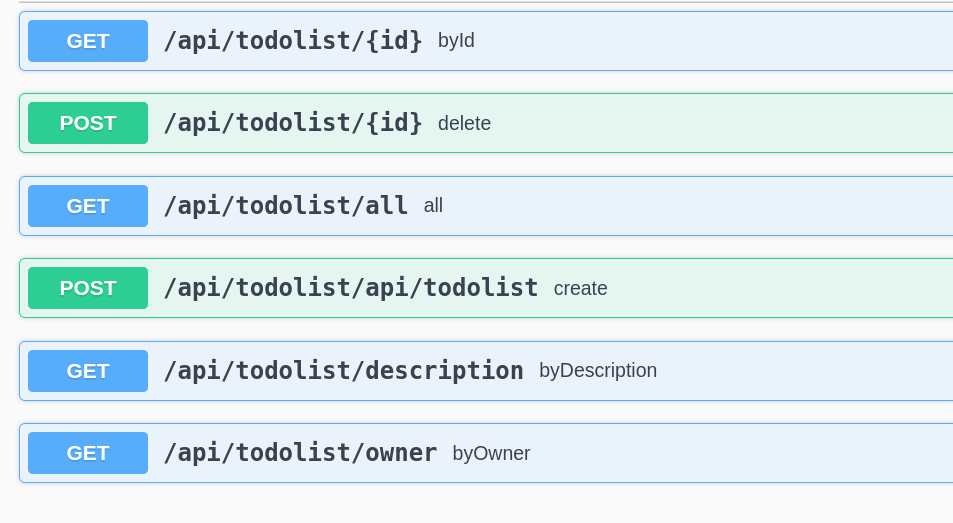 GET /api/todolist/{id} byId
POST /api/todolist/{id} delete
GET /api/todolist/all all
POST /api/todolist/api/todolist create
GET /api/todolist/description byDescription
GET /api/todolist/owner byOwner